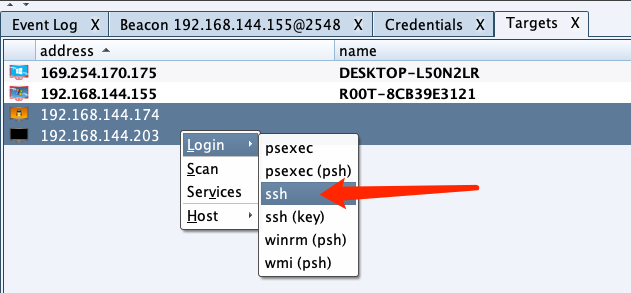 Event Log X Beacon 192.168.144.155@2548 X Credentials X Targets X
address name
169.254.170.175 DESKTOP-L50N2LR
192.168.144.155 R00T-8CB39E3121
192.168.144.174
192.168.144.203
Login
Scan
Services
Host
psexec
psexec (psh)
ssh
ssh (key)
winrm (psh)
wmi (psh)